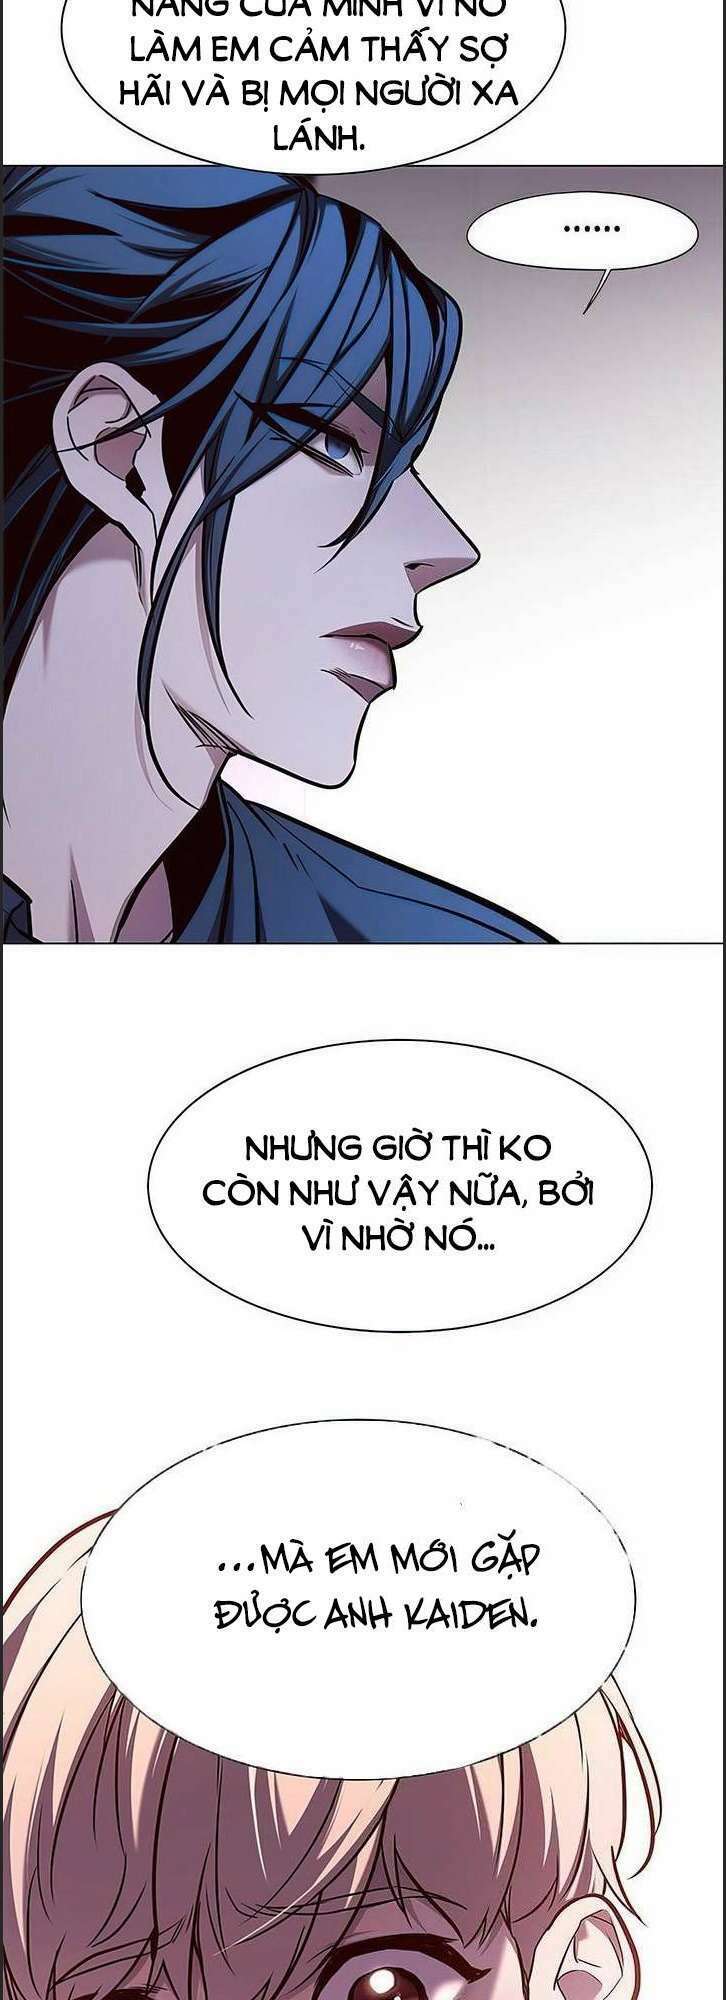 NĂNG CỦA MÌNH VÌ NÓ
LÀM EM CẢM THẤY SỢ
HÃI VÀ BỊ MỌI NGƯỜI XA
LÁNH.
......
NHƯNG GIỜ THÌ KO
CÒN NHƯ VẬY NỮA, BỞI
VÌ NHỜ NÓ...
...MÀ EM MỚI GẶP
ĐƯỢC ANH KAIDEN.